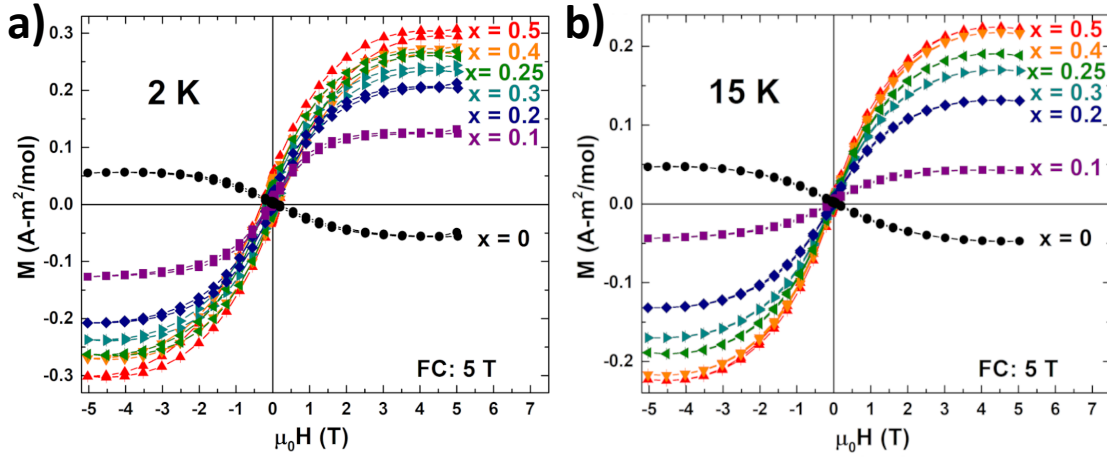 a)
M (A-m²/mol)
0.3
0.2
0.1
0.0
-0.1
-0.2
-0.3
2 K
x = 0.5
x = 0.4
x= 0.25
x = 0.3
x = 0.2
x = 0.1
x = 0
FC: 5 T
-5 -4 -3 -2 -1 0 1 2 3 4 5 6 7
μ₀H (T)
b)
M (A-m²/mol)
0.2
0.1
0.0
-0.1
-0.2
15 K
x = 0.5
x = 0.4
x= 0.25
x = 0.3
x = 0.2
x = 0.1
x = 0
FC: 5 T
-5 -4 -3 -2 -1 0 1 2 3 4 5 6 7
μ₀H (T)